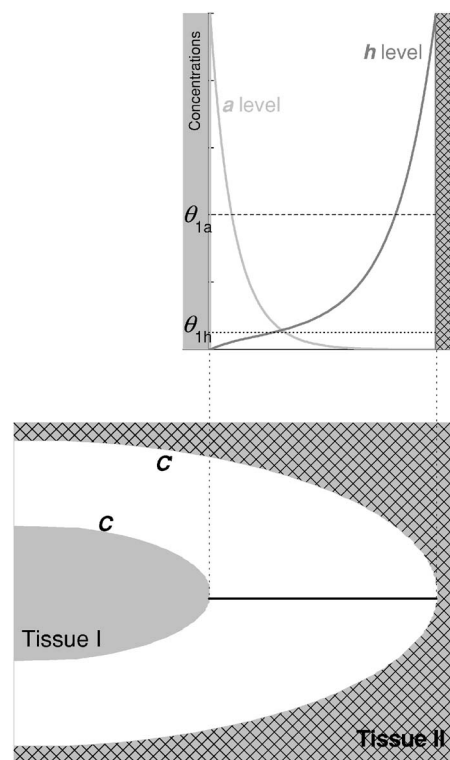 Concentrations
h level
a level
θ1a
θ1h
C
C
Tissue I
Tissue II